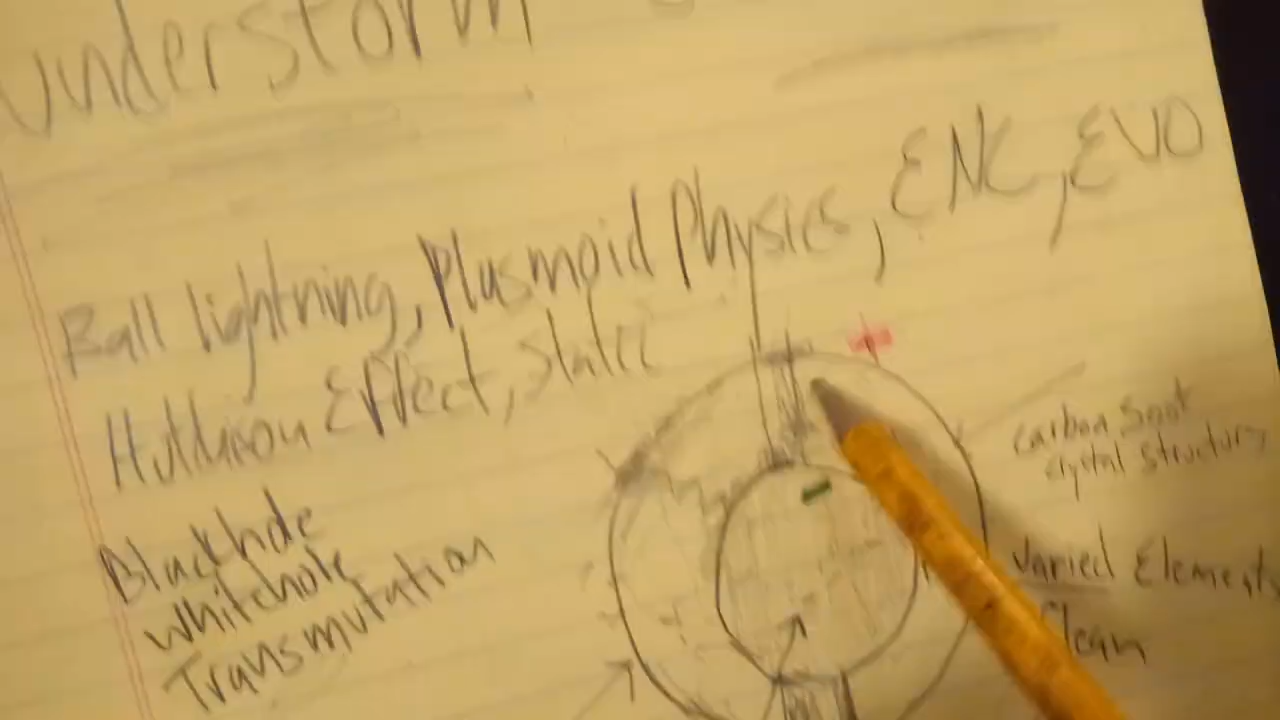 understorm
Ball lightning, Plasmoid Physics, ENC, EVO
Hutchison Effect, Static
Blackhole
Whitehole
Transmutation
+
-
carbon soot
crystal structure
varied Elements
clean